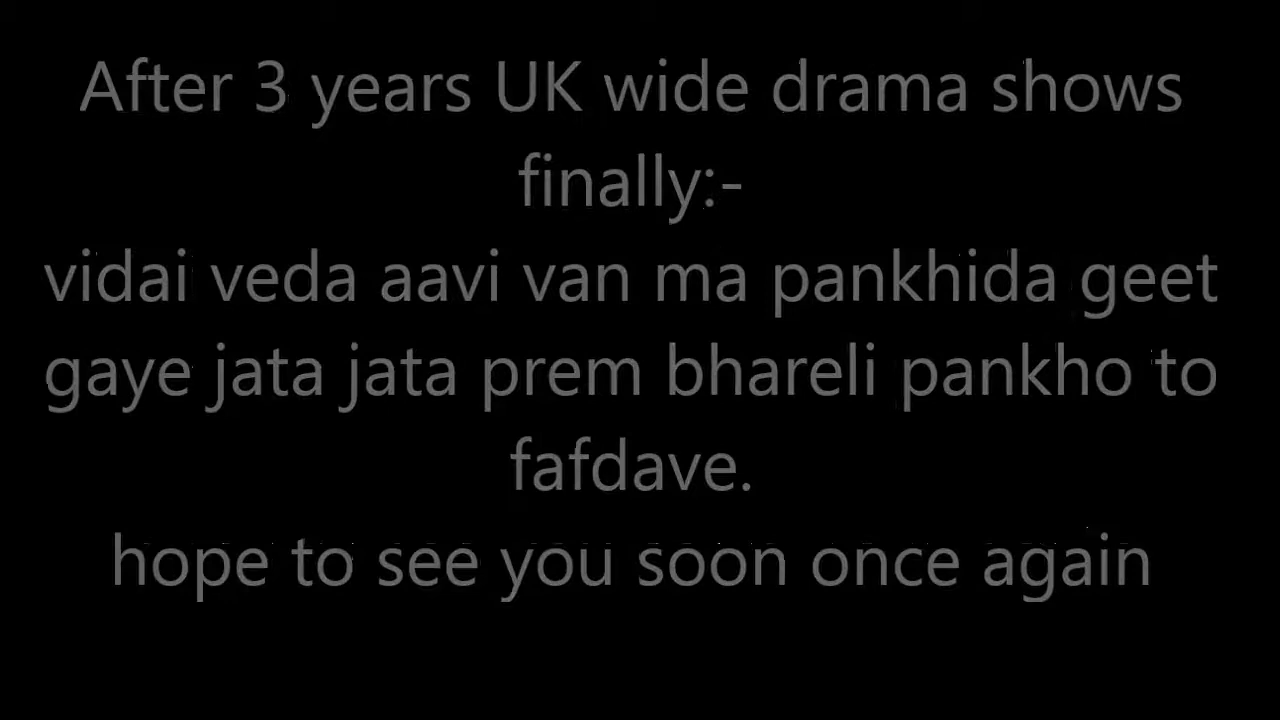 After 3 years UK wide drama shows
finally:-
vidai veda aavi van ma pankhida geet
gaye jata jata prem bhareli pankho to
fafdave.
hope to see you soon once again